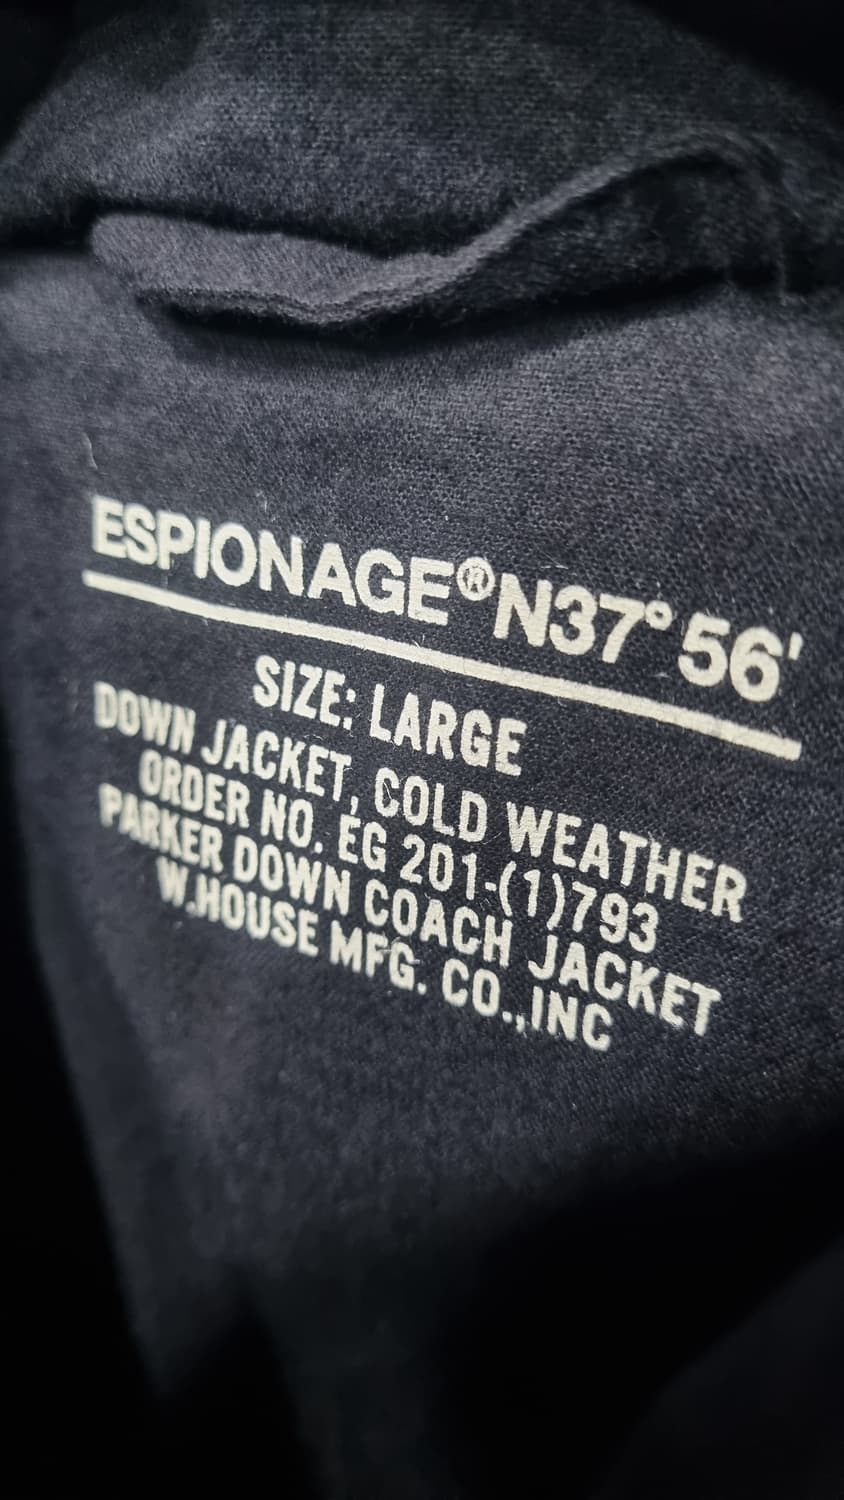 ESPIONAGE® N37° 56'
SIZE: LARGE
DOWN JACKET, COLD WEATHER
ORDER NO. EG 201-(1)793
PARKER DOWN COACH JACKET
W.HOUSE MFG. CO.,INC